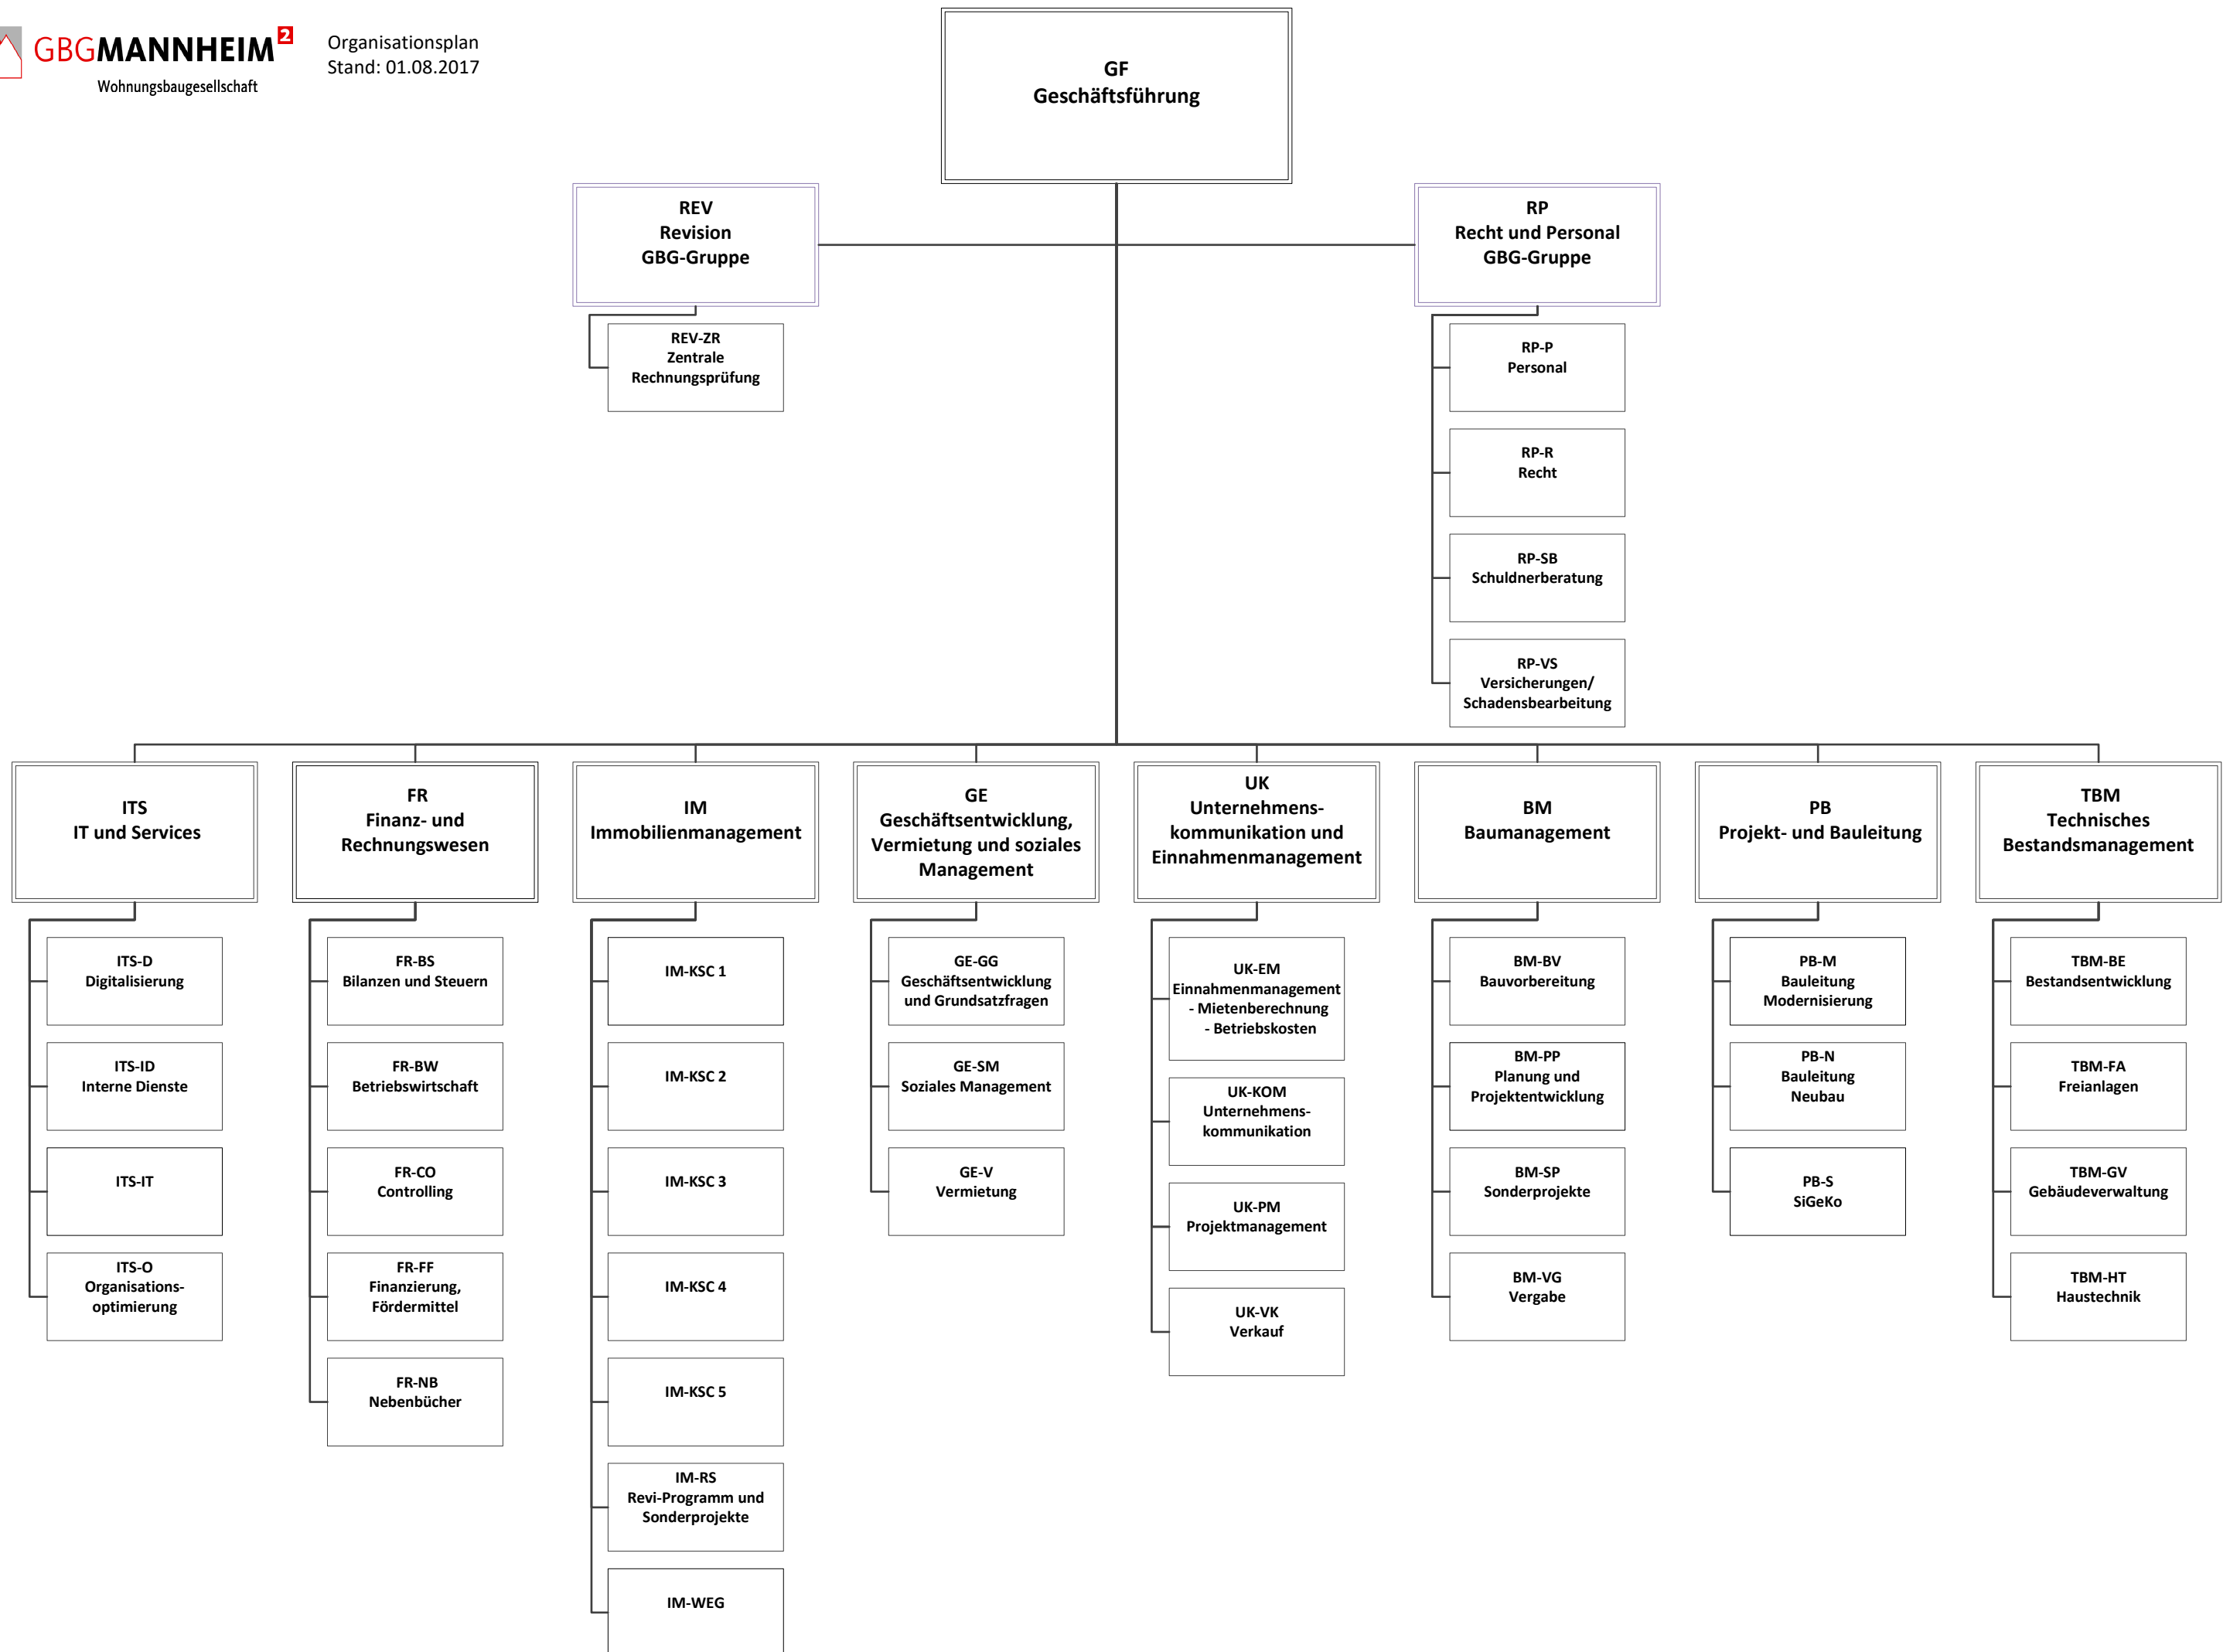 GBGMANNHEIM²
Wohnungsbaugesellschaft
Organisationsplan
Stand: 01.08.2017
GF
Geschäftsführung
REV
Revision
GBG-Gruppe
RP
Recht und Personal
GBG-Gruppe
REV-ZR
Zentrale
Rechnungsprüfung
RP-P
Personal
RP-R
Recht
RP-SB
Schuldnerberatung
RP-VS
Versicherungen/
Schadensbearbeitung
ITS
IT und Services
FR
Finanz- und
Rechnungswesen
IM
Immobilienmanagement
GE
Geschäftsentwicklung,
Vermietung und soziales
Management
UK
Unternehmens-
kommunikation und
Einnahmenmanagement
BM
Baumanagement
PB
Projekt- und Bauleitung
TBM
Technisches
Bestandsmanagement
ITS-D
Digitalisierung
ITS-ID
Interne Dienste
ITS-IT
ITS-O
Organisations-
optimierung
FR-BS
Bilanzen und Steuern
FR-BW
Betriebswirtschaft
FR-CO
Controlling
FR-FF
Finanzierung,
Fördermittel
FR-NB
Nebenbücher
IM-KSC 1
IM-KSC 2
IM-KSC 3
IM-KSC 4
IM-KSC 5
IM-RS
Revi-Programm und
Sonderprojekte
IM-WEG
GE-GG
Geschäftsentwicklung
und Grundsatzfragen
GE-SM
Soziales Management
GE-V
Vermietung
UK-EM
Einnahmenmanagement
- Mietenberechnung
- Betriebskosten
UK-KOM
Unternehmens-
kommunikation
UK-PM
Projektmanagement
UK-VK
Verkauf
BM-BV
Bauvorbereitung
BM-PP
Planung und
Projektentwicklung
BM-SP
Sonderprojekte
BM-VG
Vergabe
PB-M
Bauleitung
Modernisierung
PB-N
Bauleitung
Neubau
PB-S
SiGeKo
TBM-BE
Bestandsentwicklung
TBM-FA
Freianlagen
TBM-GV
Gebäudeverwaltung
TBM-HT
Haustechnik